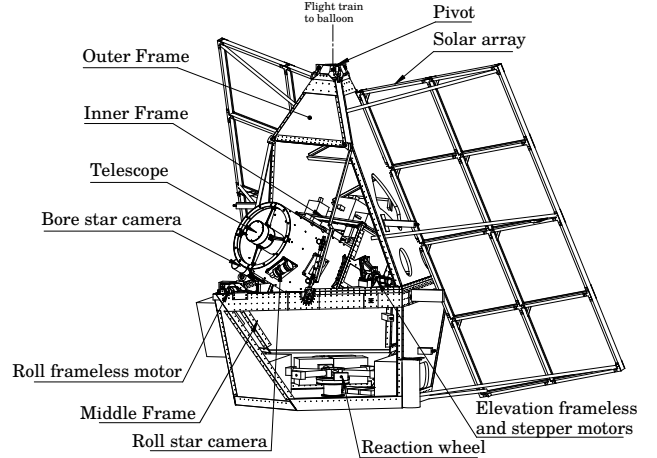 Flight train
to balloon
Pivot
Solar array
Outer Frame
Inner Frame
Telescope
Bore star camera
Roll frameless motor
Middle Frame
Roll star camera
Reaction wheel
Elevation frameless
and stepper motors